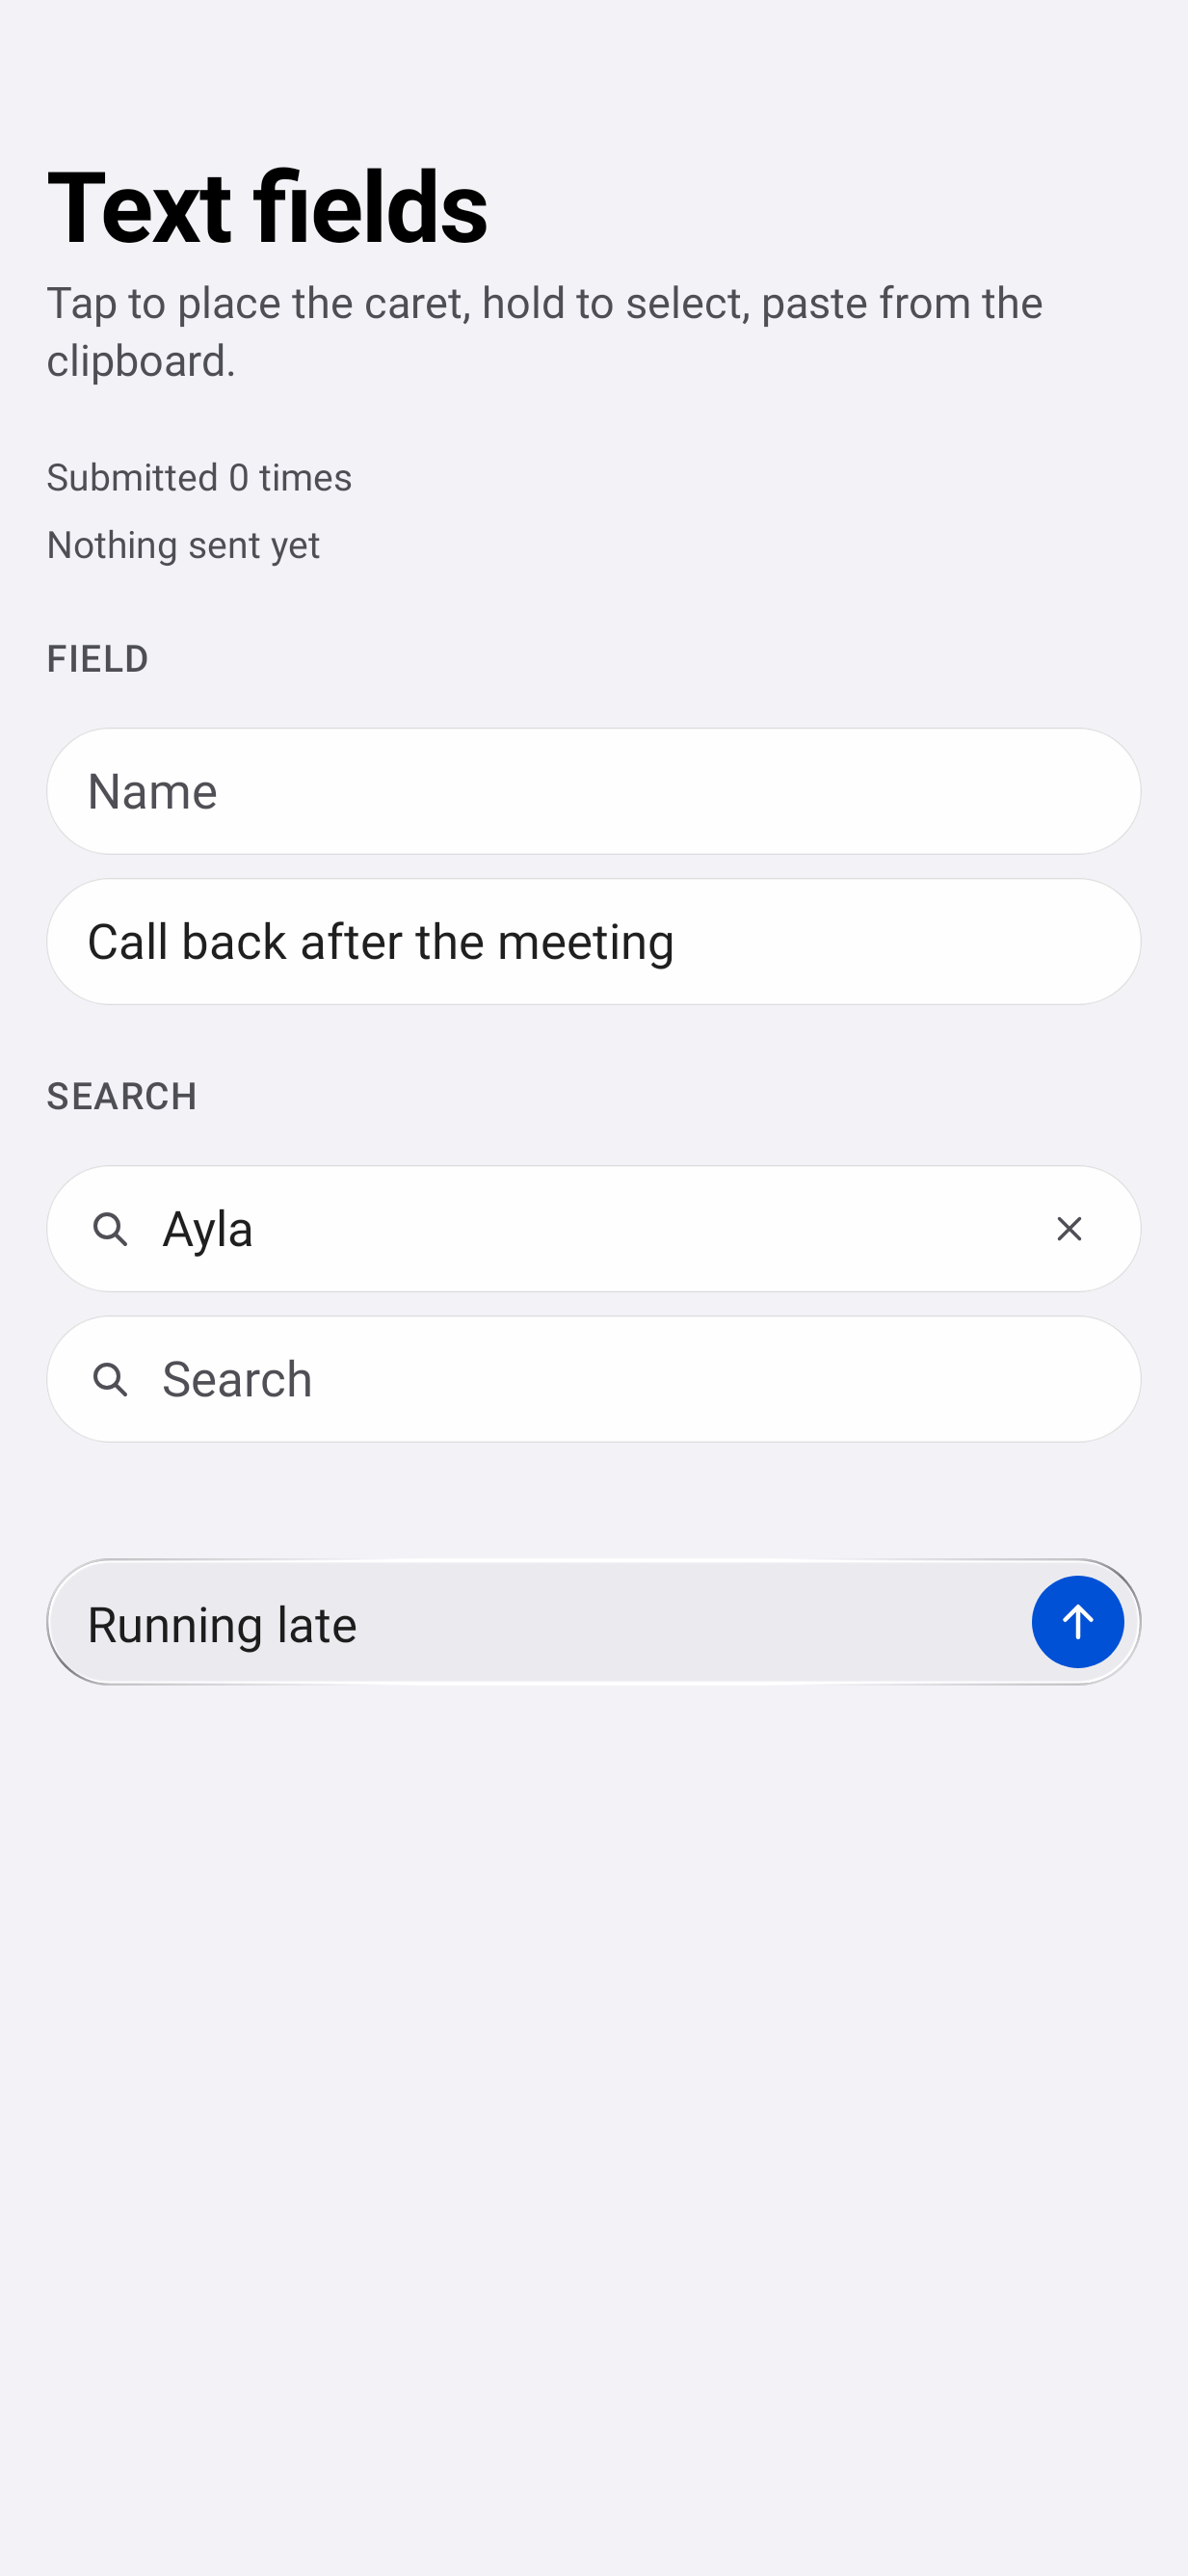 Text fields
Tap to place the caret, hold to select, paste from the
clipboard.
Submitted 0 times
Nothing sent yet
FIELD
Name
Call back after the meeting
SEARCH
Ayla
Search
Running late